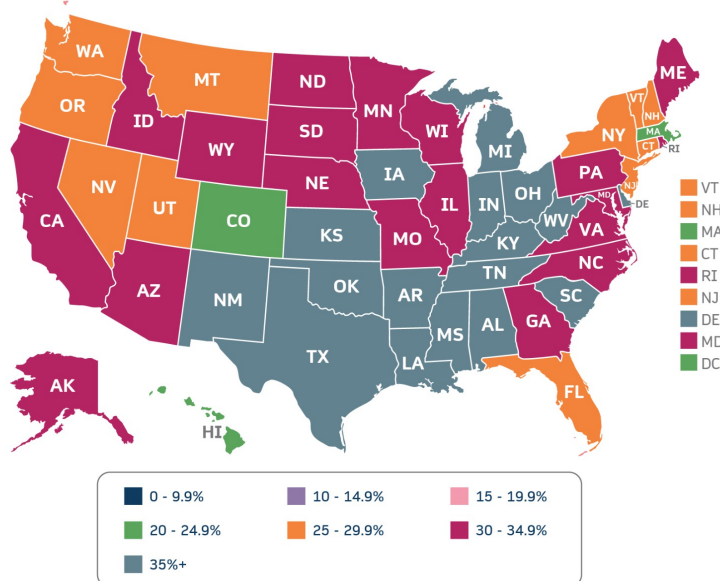 WA
MT
ND
MN
ME
VT
NH
OR
ID
SD
WI
NY
MA
CT
RI
WY
MI
PA
VT
NV
NE
IA
OH
NJ
NH
UT
CO
IL
IN
WV
MD
DE
MA
CA
KS
MO
KY
VA
CT
AZ
NM
OK
AR
TN
NC
RI
SC
NJ
TX
LA
MS
AL
GA
DE
MD
AK
HI
FL
DC
0 - 9.9%
10 - 14.9%
15 - 19.9%
20 - 24.9%
25 - 29.9%
30 - 34.9%
35%+